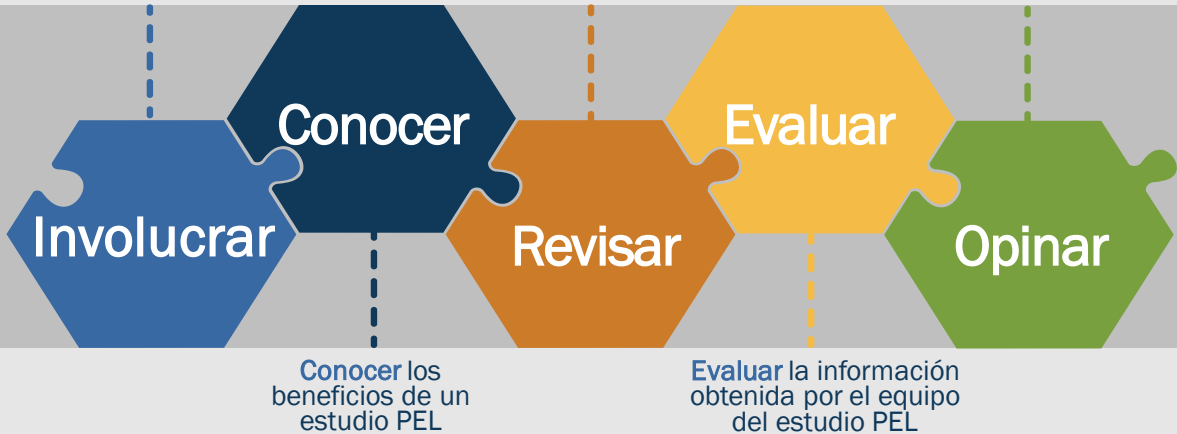 Involucrar
Conocer
Revisar
Evaluar
Opinar
Conocer los
beneficios de un
estudio PEL
Evaluar la información
obtenida por el equipo
del estudio PEL